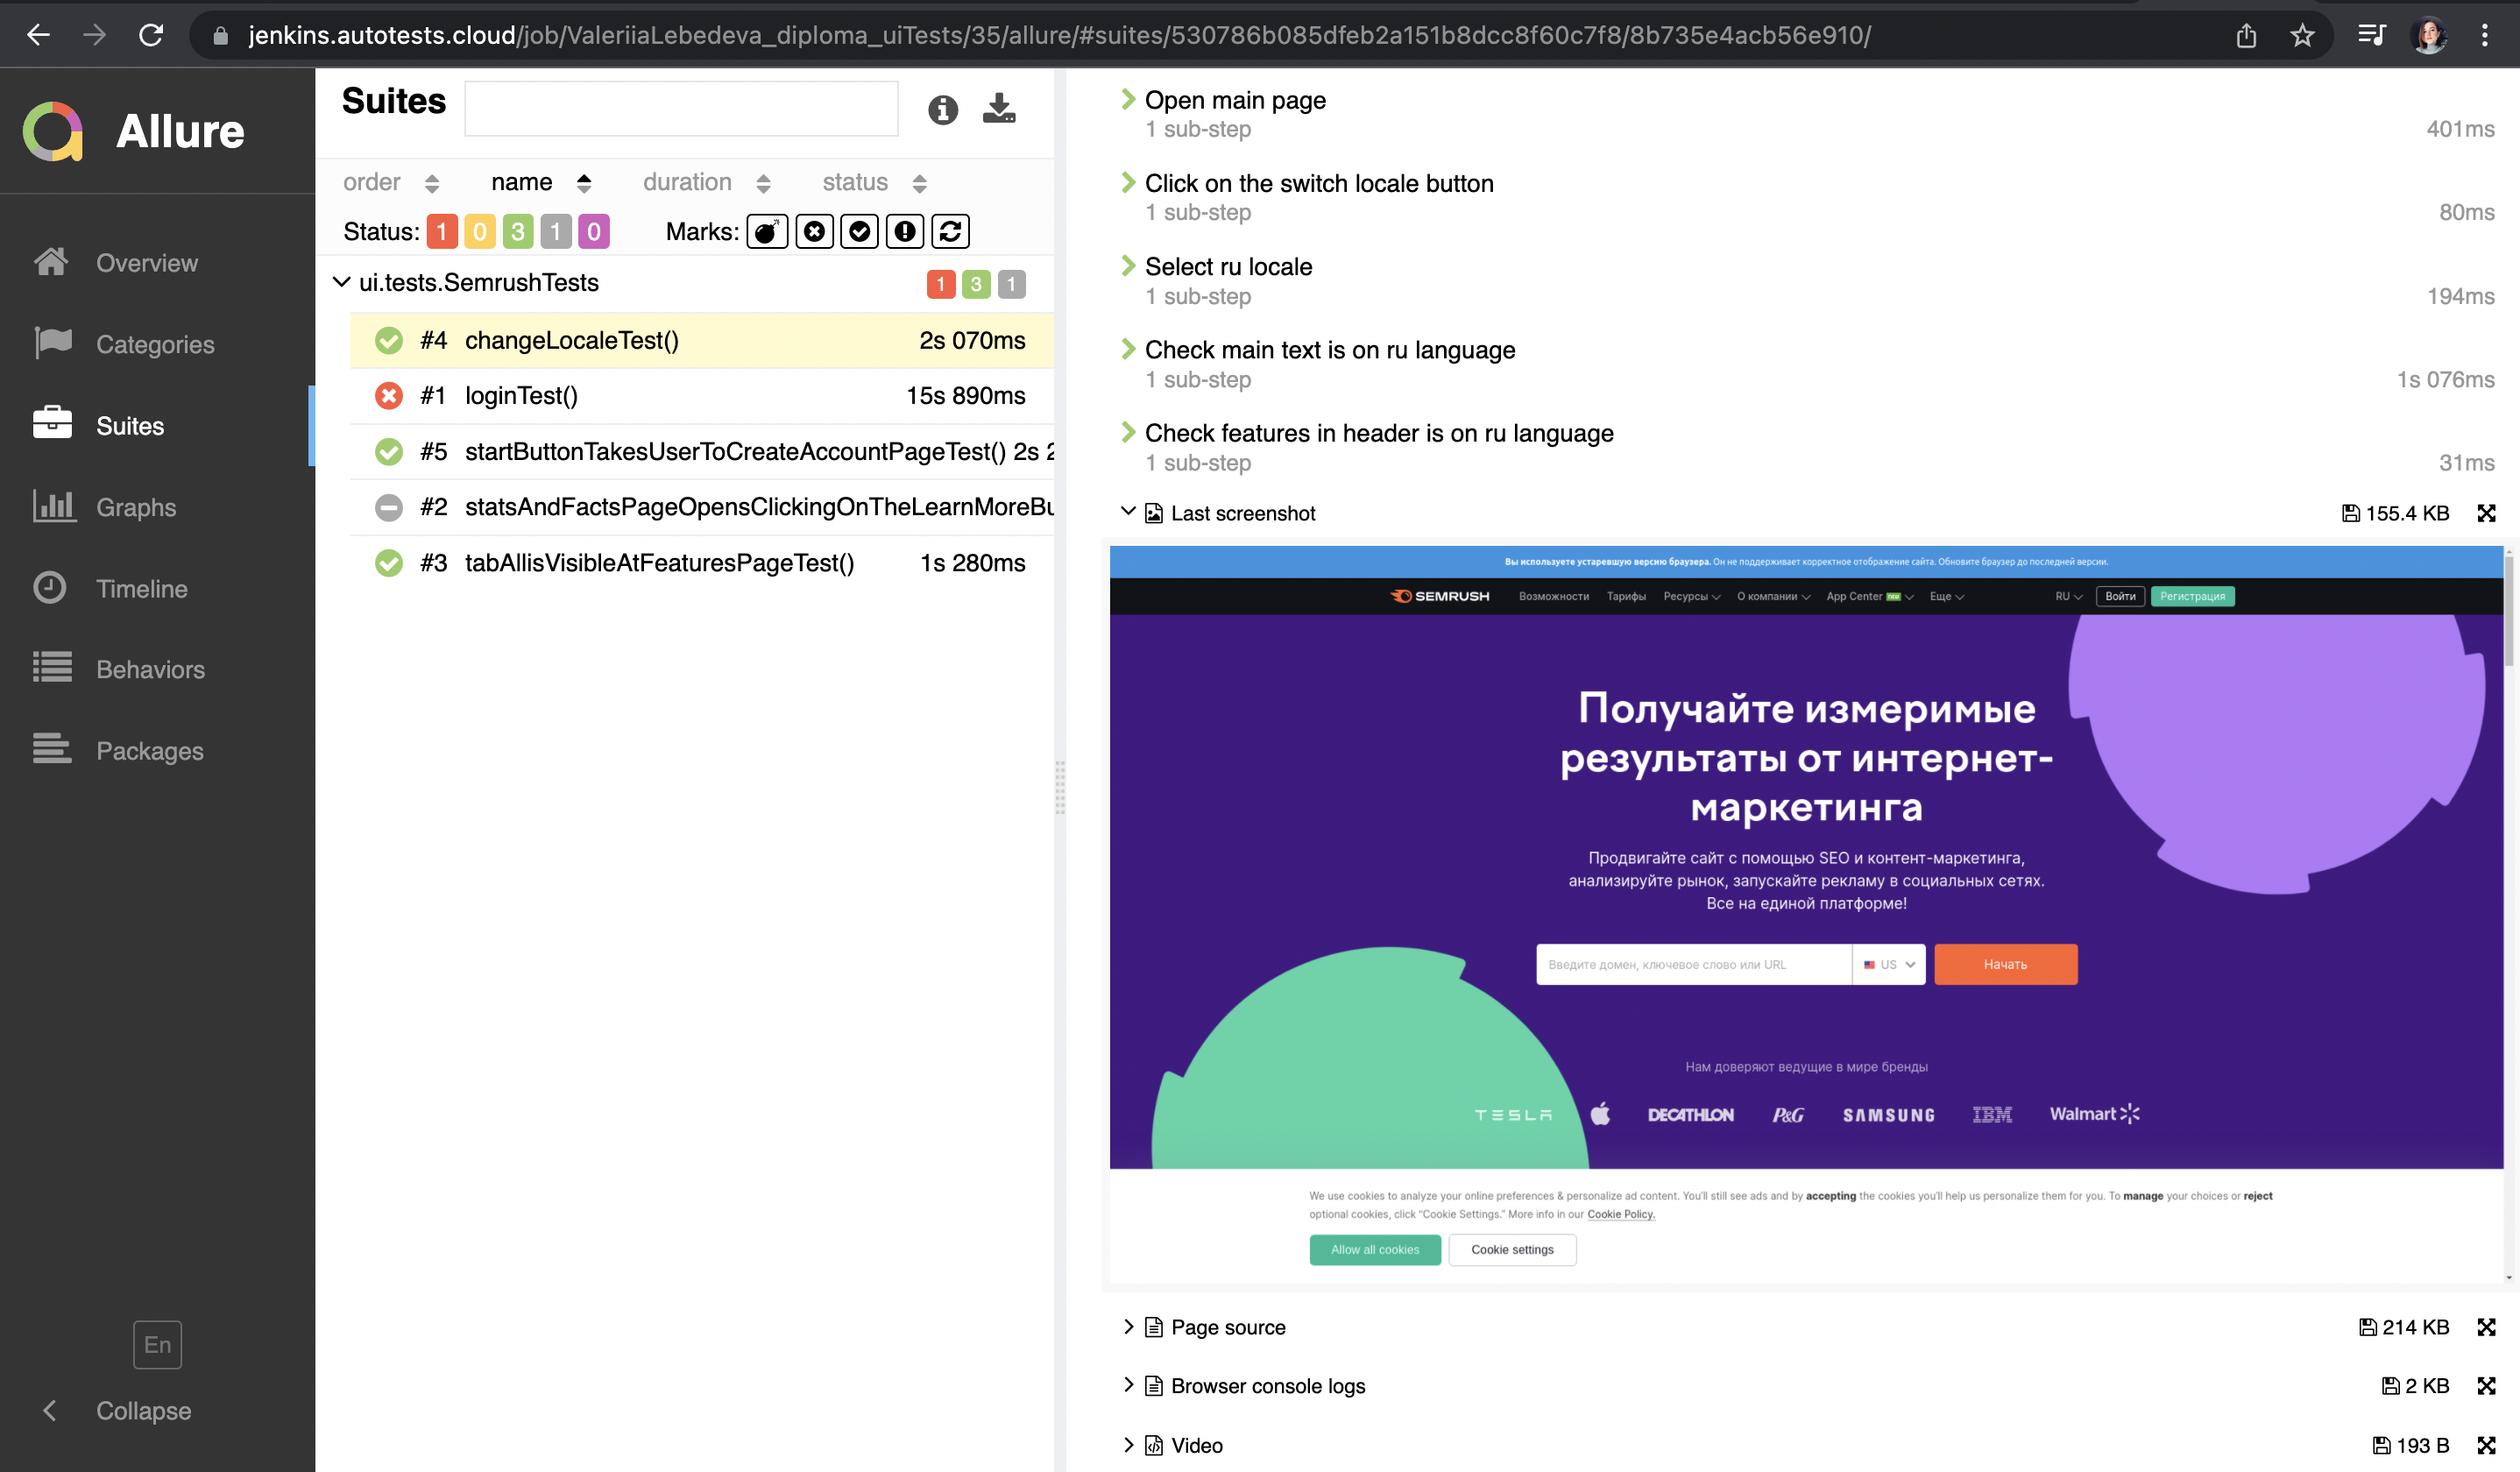 jenkins.autotests.cloud/job/ValeriiaLebedeva_diploma_uiTests/35/allure/#suites/530786b085dfeb2a151b8dcc8f60c7f8/8b735e4acb56e910/
Allure
Overview
Categories
Suites
Graphs
Timeline
Behaviors
Packages
En
Collapse
Suites
order name duration status
Status: 1 0 3 1 0 Marks:
ui.tests.SemrushTests 1 3 1
#4 changeLocaleTest() 2s 070ms
#1 loginTest() 15s 890ms
#5 startButtonTakesUserToCreateAccountPageTest() 2s
#2 statsAndFactsPageOpensClickingOnTheLearnMoreBu
#3 tabAllisVisibleAtFeaturesPageTest() 1s 280ms
Open main page
1 sub-step 401ms
Click on the switch locale button
1 sub-step 80ms
Select ru locale
1 sub-step 194ms
Check main text is on ru language
1 sub-step 1s 076ms
Check features in header is on ru language
1 sub-step 31ms
Last screenshot 155.4 KB
Вы используете устаревшую версию браузера. Он не поддерживает корректное отображение сайта. Обновите браузер до последней версии.
SEMRUSH Возможности Тарифы Ресурсы О компании App Center new Еще RU Войти Регистрация
Получайте измеримые
результаты от интернет-
маркетинга
Продвигайте сайт с помощью SEO и контент-маркетинга,
анализируйте рынок, запускайте рекламу в социальных сетях.
Все на единой платформе!
Введите домен, ключевое слово или URL US Начать
Нам доверяют ведущие в мире бренды
TESLA DECATHLON P&G SAMSUNG IBM Walmart
We use cookies to analyze your online preferences & personalize ad content. You'll still see ads and by accepting the cookies you'll help us personalize them for you. To manage your choices or reject
optional cookies, click “Cookie Settings.” More info in our Cookie Policy.
Allow all cookies Cookie settings
Page source 214 KB
Browser console logs 2 KB
Video 193 B